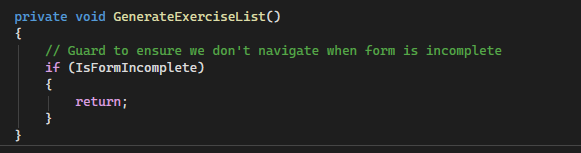 private void GenerateExerciseList()
{
    // Guard to ensure we don't navigate when form is incomplete
    if (IsFormIncomplete)
    {
        return;
    }
}